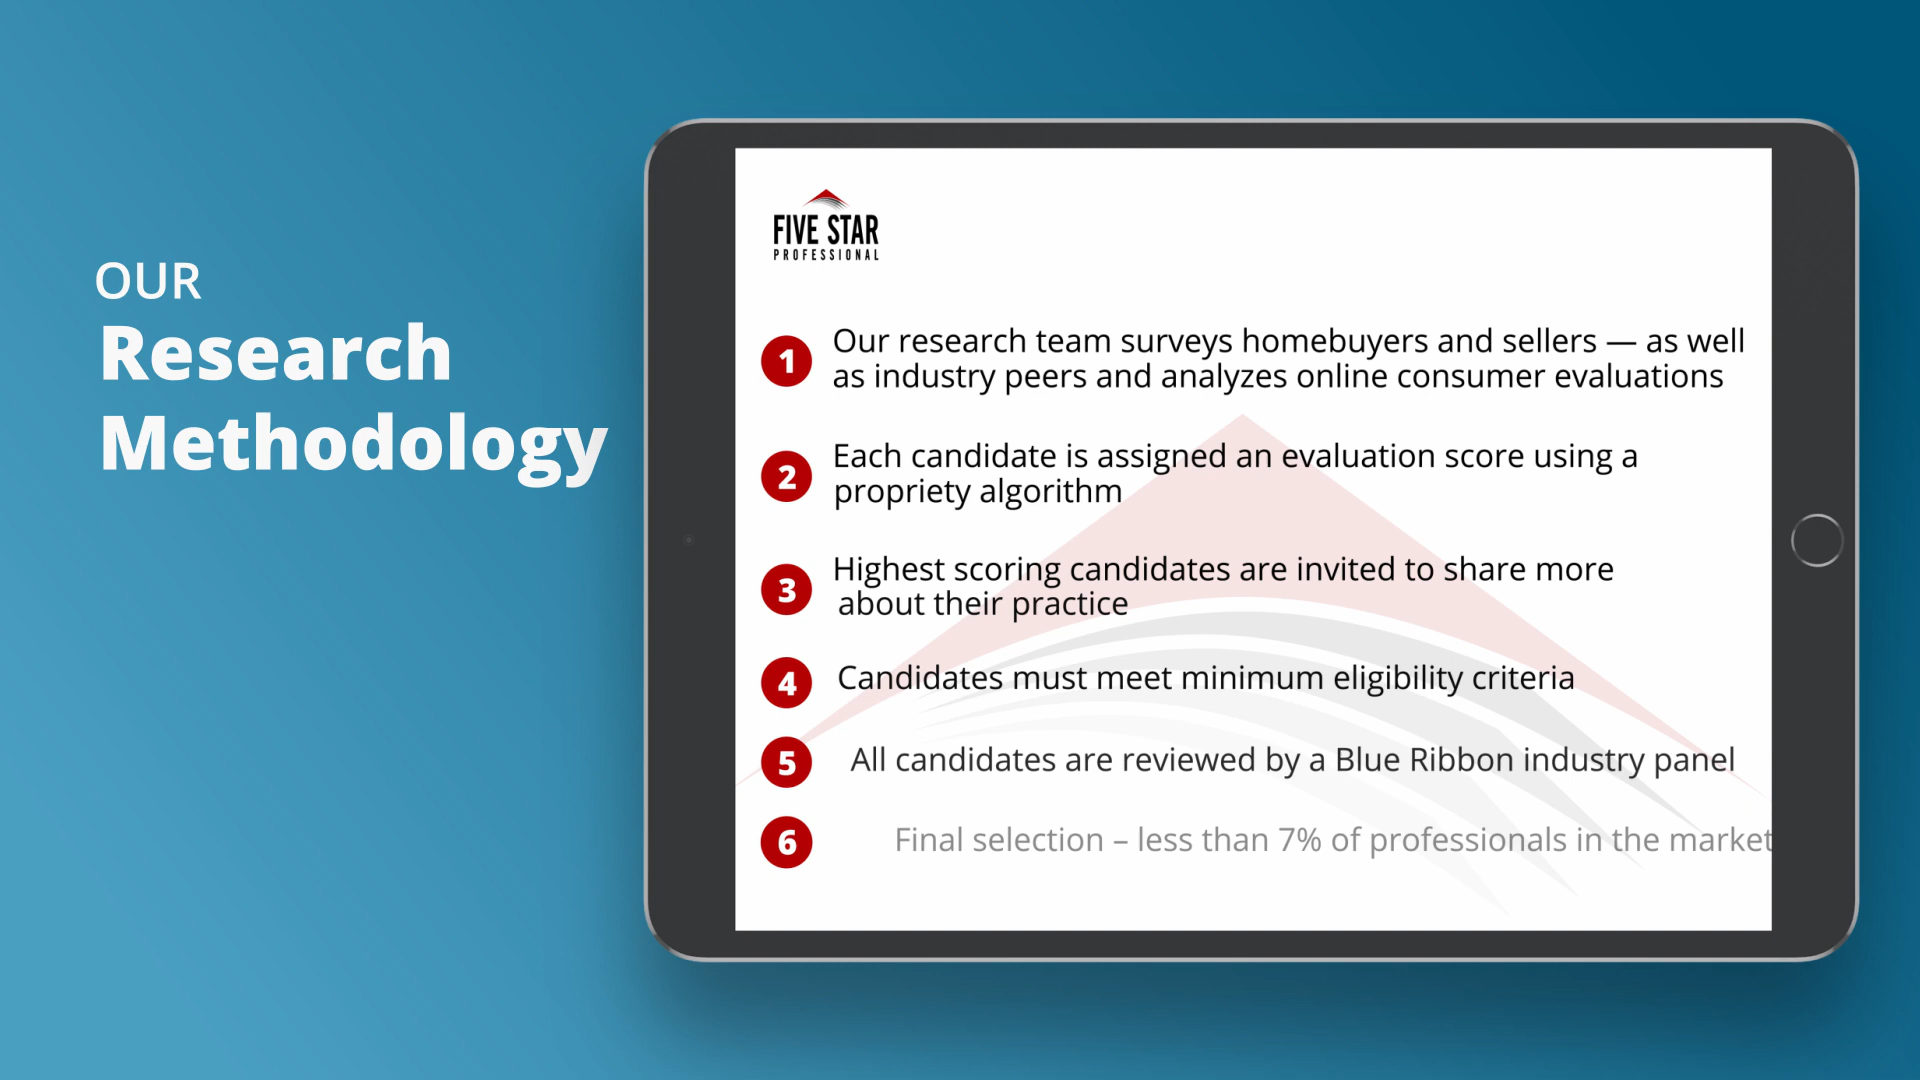 OUR
Research
Methodology
FIVE STAR
PROFESSIONAL
1 Our research team surveys homebuyers and sellers — as well
as industry peers and analyzes online consumer evaluations
2 Each candidate is assigned an evaluation score using a
propriety algorithm
3 Highest scoring candidates are invited to share more
about their practice
4 Candidates must meet minimum eligibility criteria
5 All candidates are reviewed by a Blue Ribbon industry panel
6 Final selection – less than 7% of professionals in the market